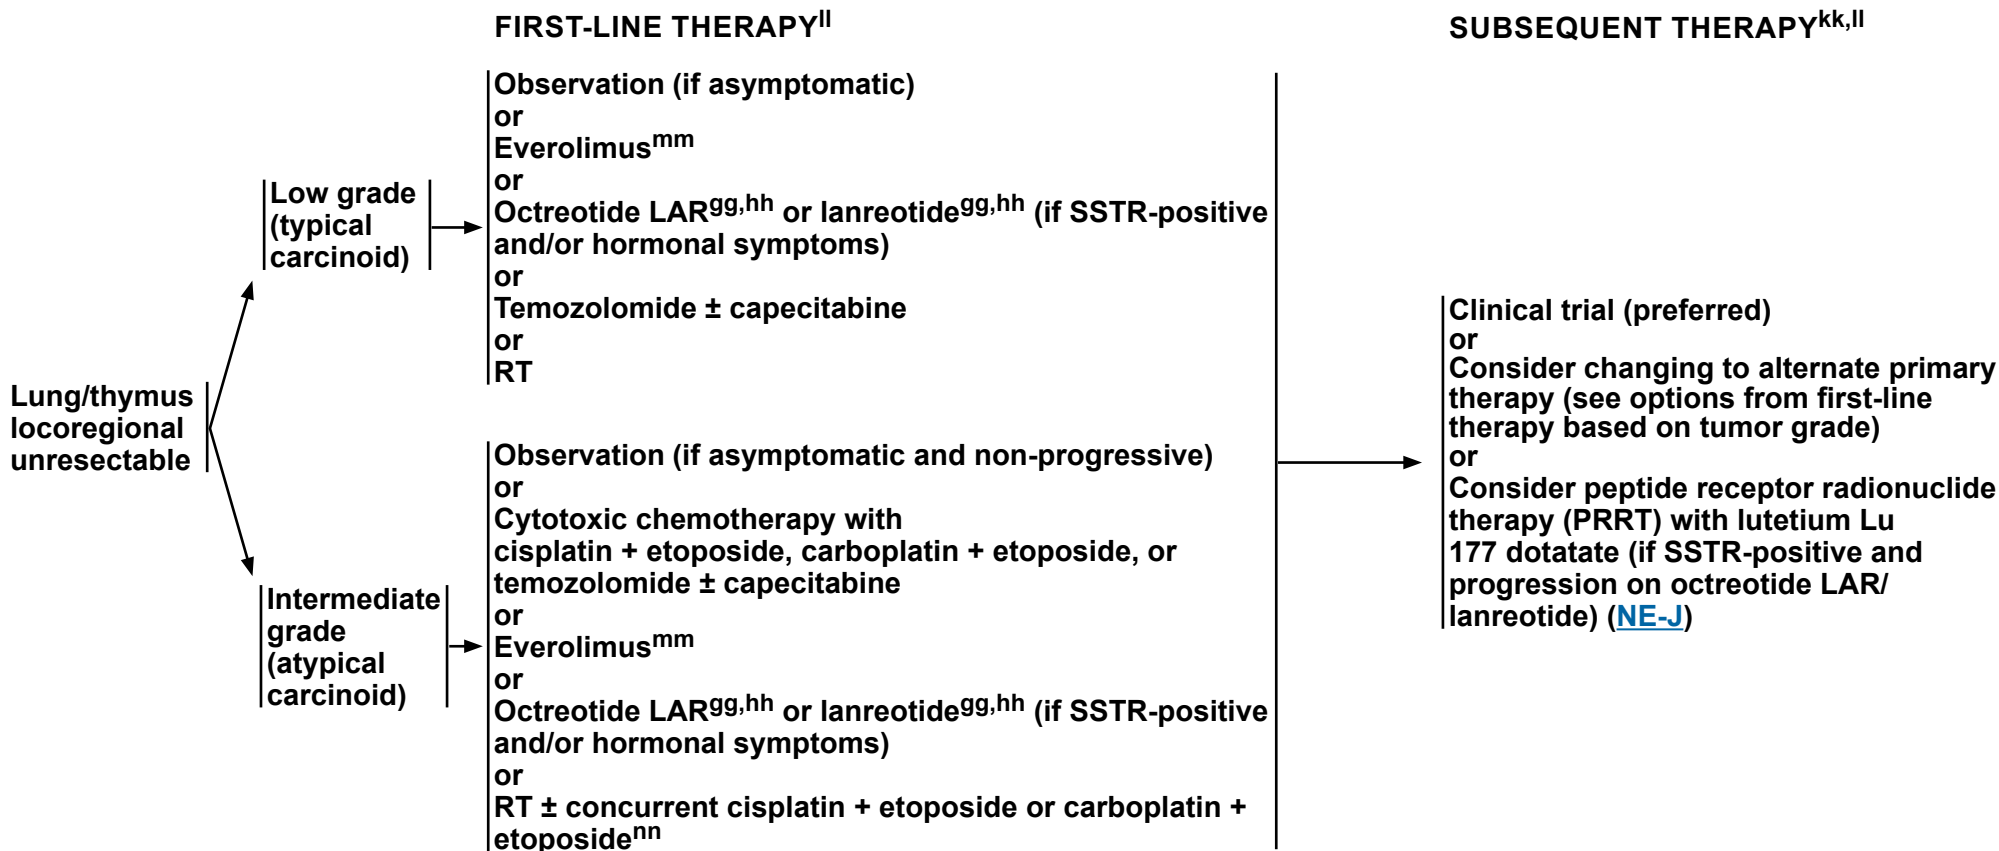 FIRST-LINE THERAPYll
SUBSEQUENT THERAPYkk,ll
Lung/thymus
locoregional
unresectable
Low grade
(typical
carcinoid)
Observation (if asymptomatic)
or
Everolimusmm
or
Octreotide LARgg,hh or lanreotidegg,hh (if SSTR-positive
and/or hormonal symptoms)
or
Temozolomide ± capecitabine
or
RT
Intermediate
grade
(atypical
carcinoid)
Observation (if asymptomatic and non-progressive)
or
Cytotoxic chemotherapy with
cisplatin + etoposide, carboplatin + etoposide, or
temozolomide ± capecitabine
or
Everolimusmm
or
Octreotide LARgg,hh or lanreotidegg,hh (if SSTR-positive
and/or hormonal symptoms)
or
RT ± concurrent cisplatin + etoposide or carboplatin +
etoposidenn
Clinical trial (preferred)
or
Consider changing to alternate primary
therapy (see options from first-line
therapy based on tumor grade)
or
Consider peptide receptor radionuclide
therapy (PRRT) with lutetium Lu
177 dotatate (if SSTR-positive and
progression on octreotide LAR/
lanreotide) (NE-J)